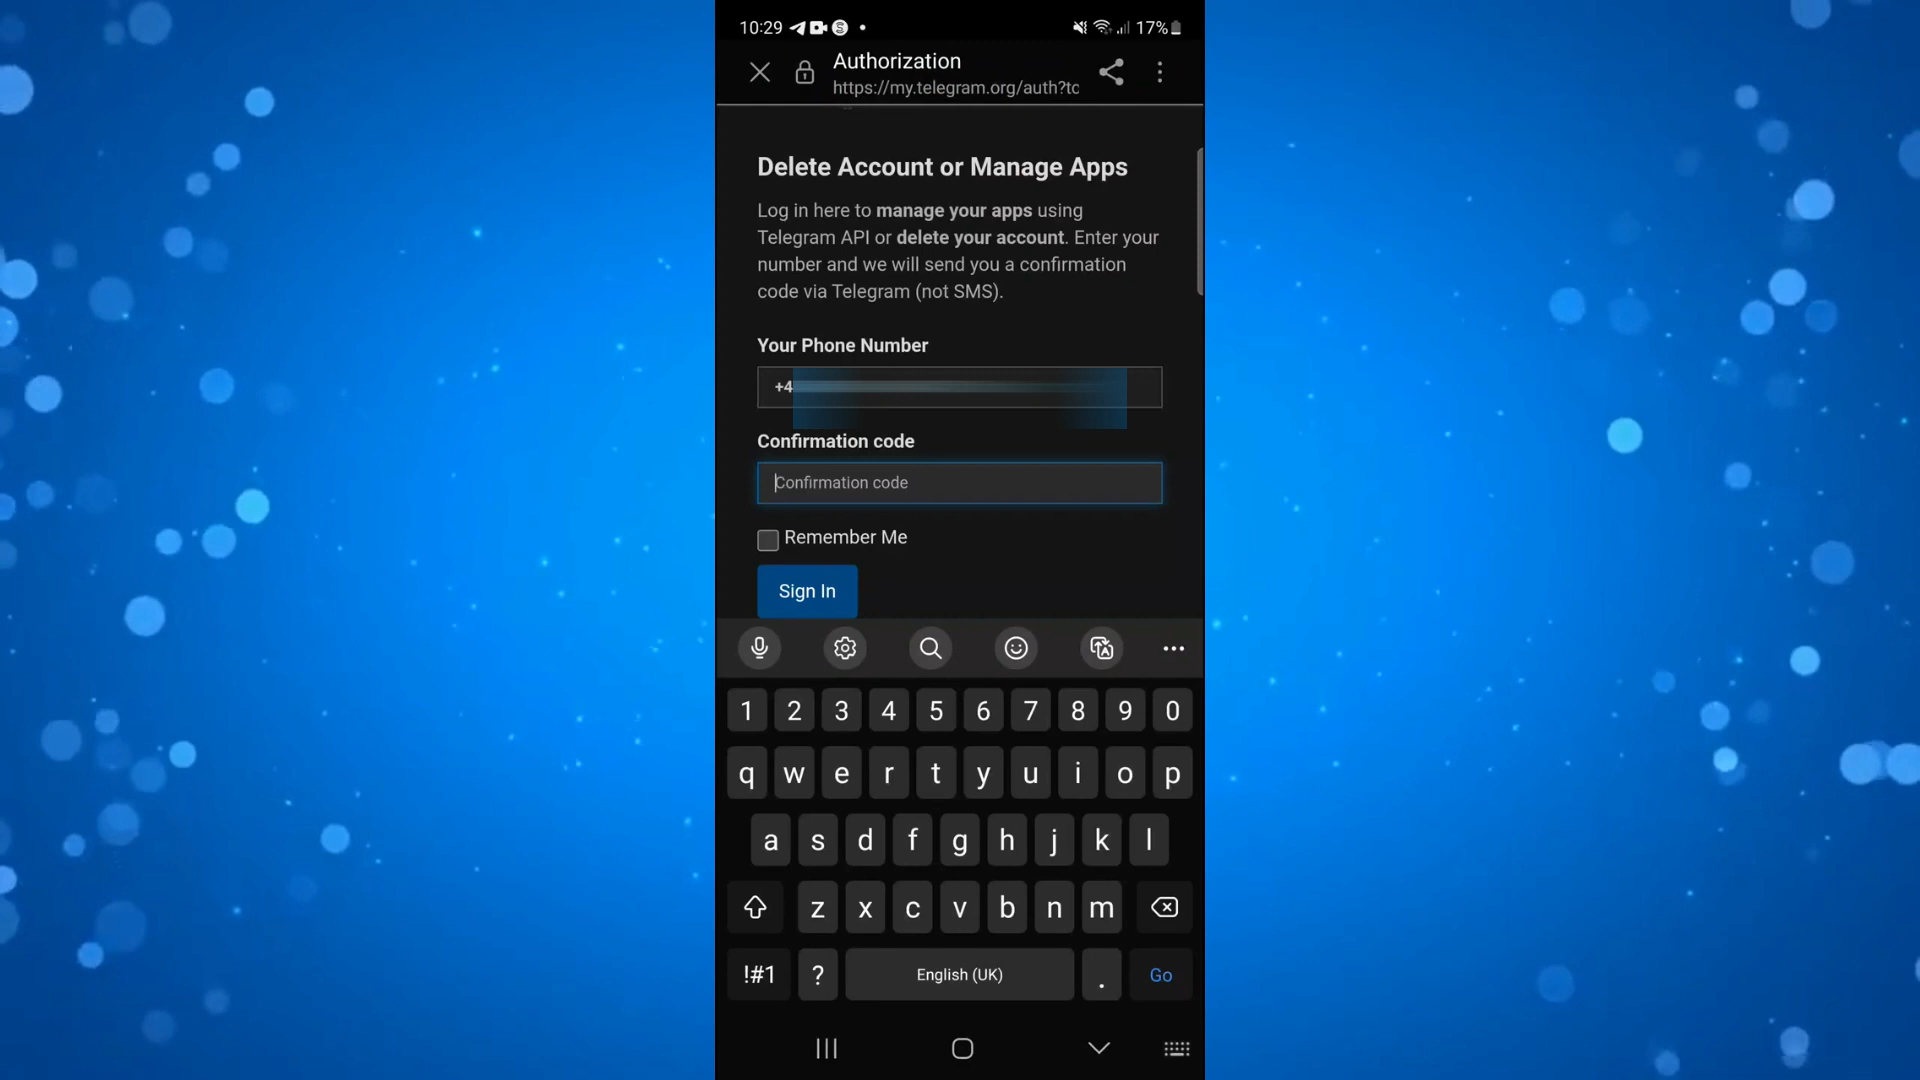 10:29
17%
Authorization
https://my.telegram.org/auth?to
Delete Account or Manage Apps
Log in here to manage your apps using
Telegram API or delete your account. Enter your
number and we will send you a confirmation
code via Telegram (not SMS).
Your Phone Number
+4
Confirmation code
Confirmation code
Remember Me
Sign In
1 2 3 4 5 6 7 8 9 0
q w e r t y u i o p
a s d f g h j k l
z x c v b n m
!#1 ? English (UK) . Go